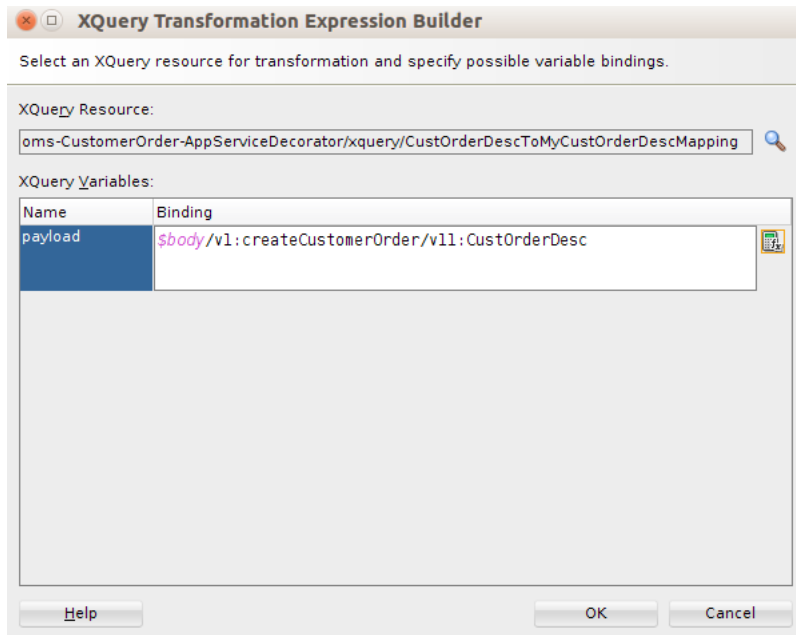 XQuery Transformation Expression Builder
Select an XQuery resource for transformation and specify possible variable bindings.
XQuery Resource:
oms-CustomerOrder-AppServiceDecorator/xquery/CustOrderDescToMyCustOrderDescMapping
XQuery Variables:
Name Binding
payload $body/v1:createCustomerOrder/v11:CustOrderDesc
Help OK Cancel